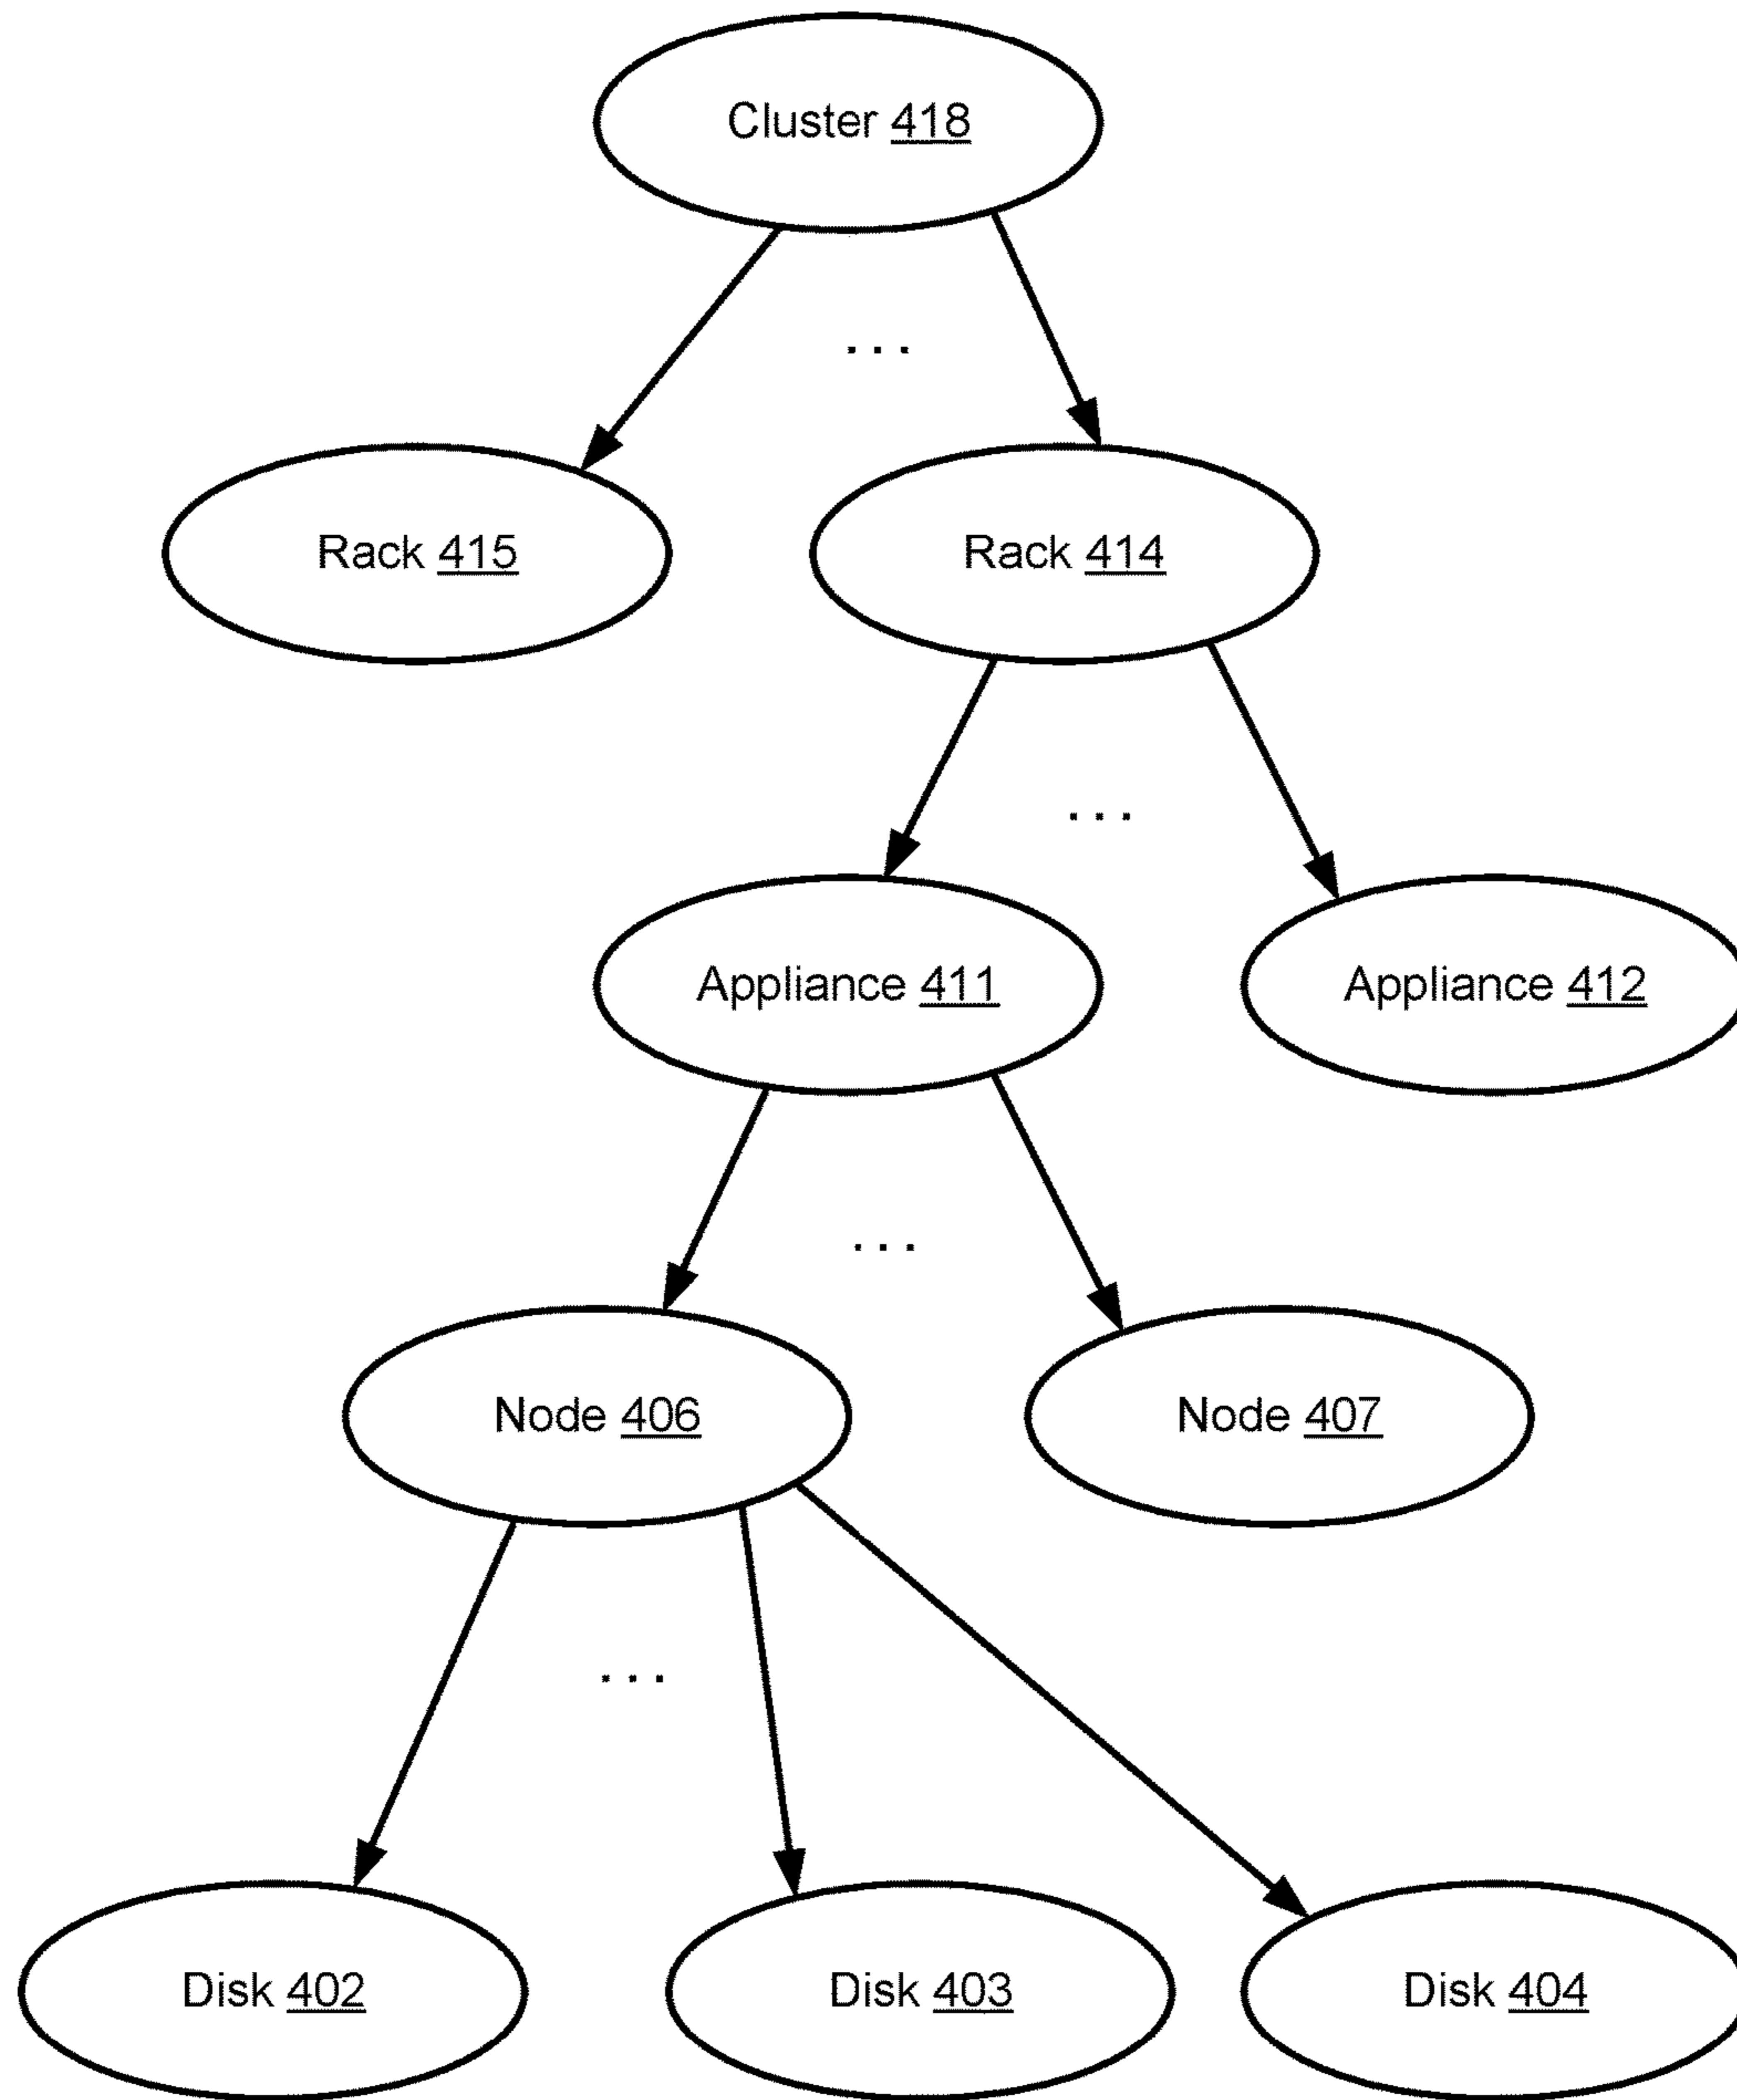 Cluster 418
...
Rack 415
Rack 414
...
Appliance 411
Appliance 412
...
Node 406
Node 407
...
Disk 402
Disk 403
Disk 404